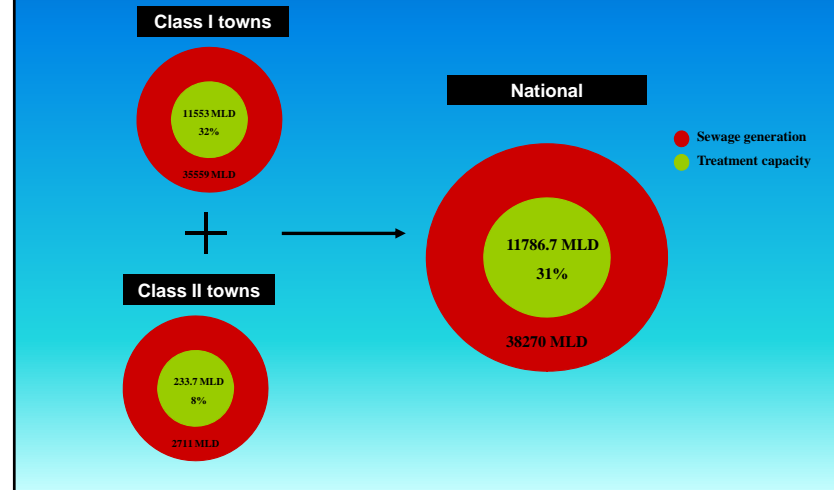 Class I towns
11553 MLD
32%
35559 MLD
Class II towns
233.7 MLD
8%
2711 MLD
National
11786.7 MLD
31%
38270 MLD
Sewage generation
Treatment capacity